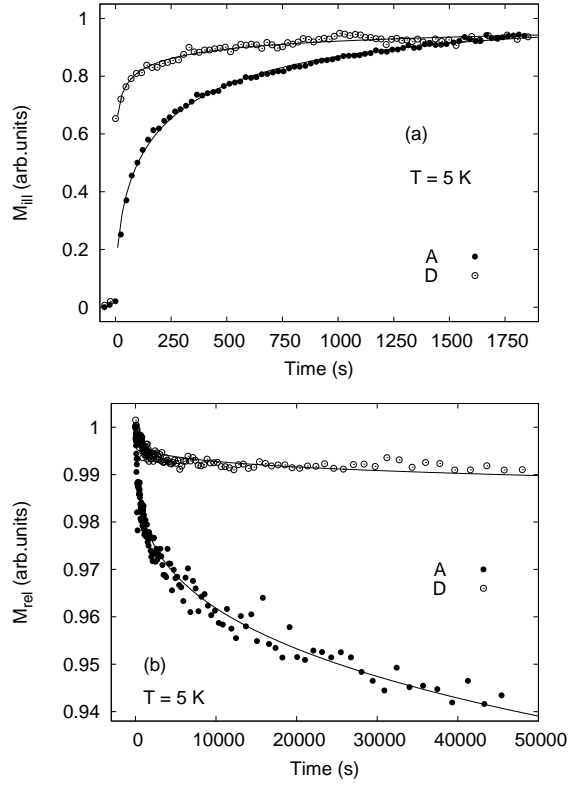 1
0.8
0.6
0.4
0.2
0
M_ill (arb.units)
(a)
T = 5 K
A
D
0 250 500 750 1000 1250 1500 1750
Time (s)
1
0.99
0.98
0.97
0.96
0.95
0.94
M_rel (arb.units)
A
D
(b)
T = 5 K
0 10000 20000 30000 40000 50000
Time (s)